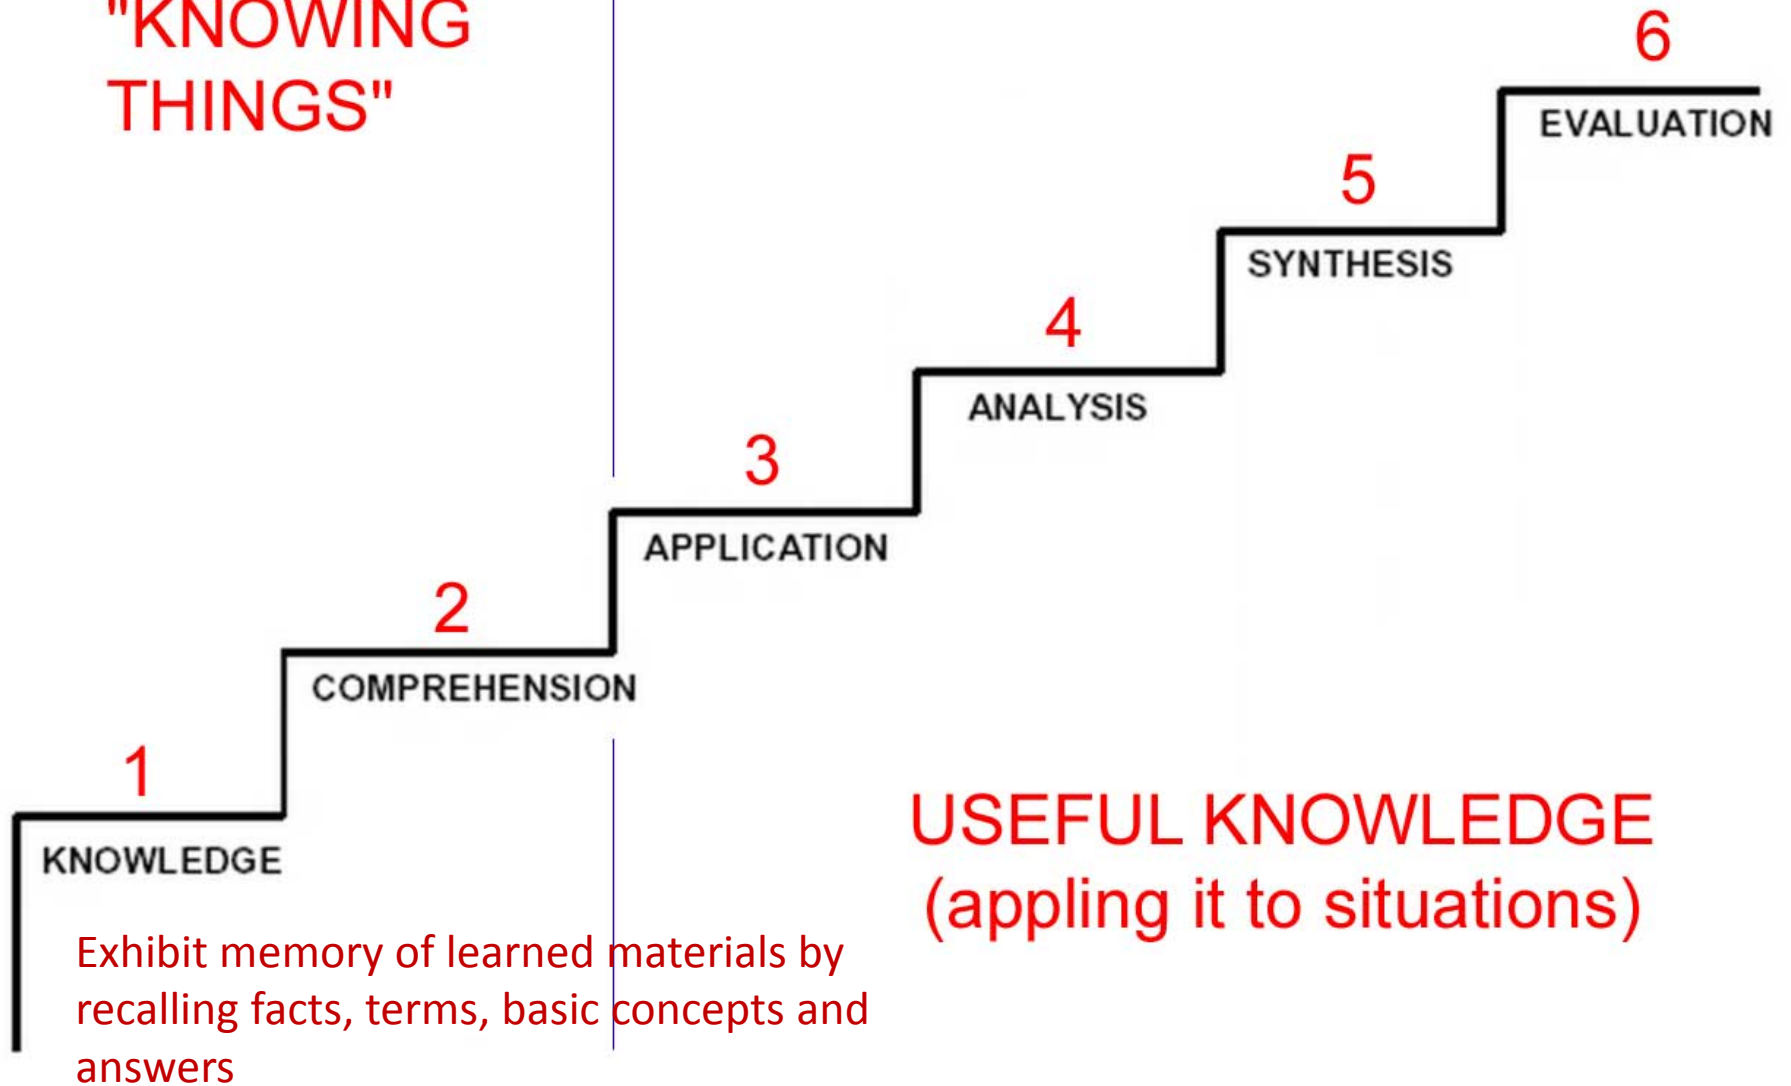 "KNOWING
THINGS"
6
EVALUATION
5
SYNTHESIS
4
ANALYSIS
3
APPLICATION
2
COMPREHENSION
1
KNOWLEDGE
USEFUL KNOWLEDGE
(appling it to situations)
Exhibit memory of learned materials by
recalling facts, terms, basic concepts and
answers